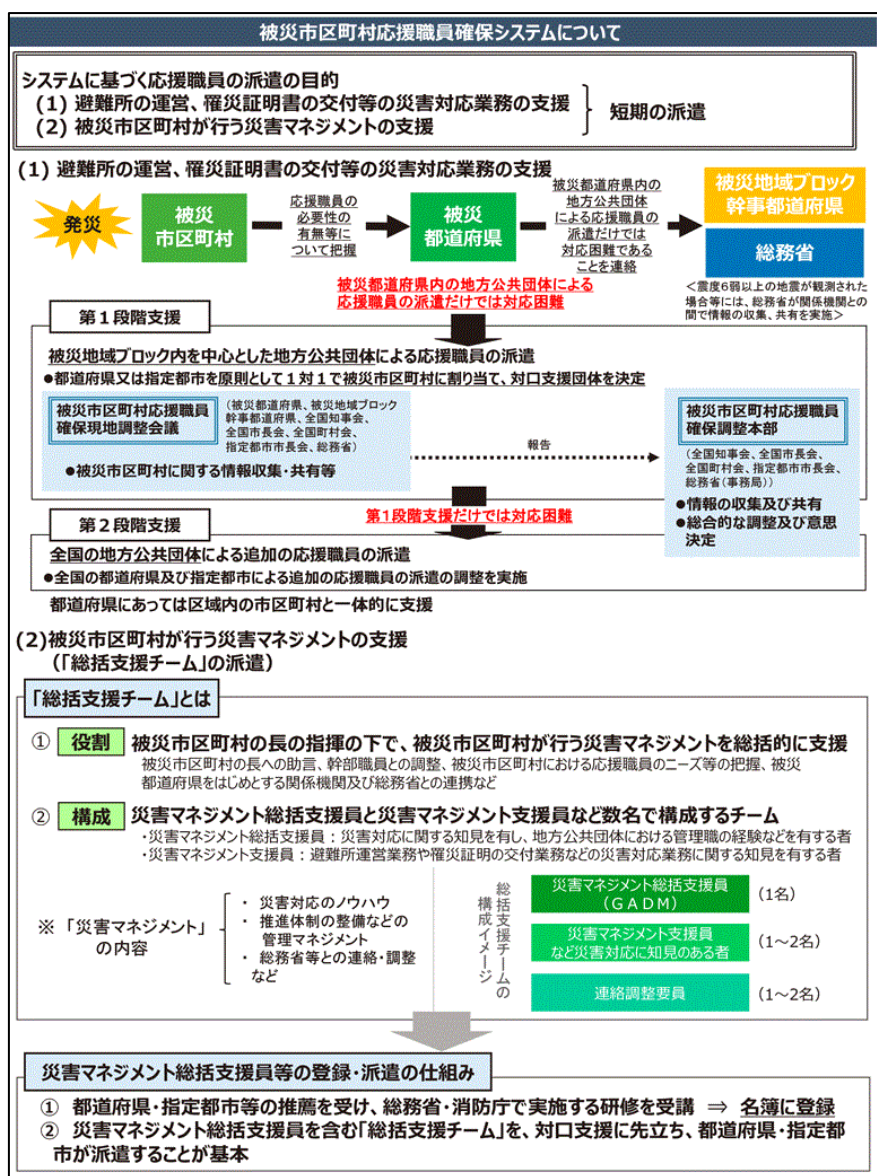 被災市区町村応援職員確保システムについて
システムに基づく応援職員の派遣の目的
(1) 避難所の運営、罹災証明書の交付等の災害対応業務の支援
(2) 被災市区町村が行う災害マネジメントの支援
短期の派遣
(1) 避難所の運営、罹災証明書の交付等の災害対応業務の支援
発災
被災
市区町村
応援職員の
必要性の
有無等に
ついて把握
被災
都道府県
被災都道府県内の
地方公共団体
による応援職員の
派遣だけでは
対応困難である
ことを連絡
被災地域ブロック
幹事都道府県
総務省
<震度6弱以上の地震が観測された
場合等には、総務省が関係機関との
間で情報の収集、共有を実施>
被災都道府県内の地方公共団体による
応援職員の派遣だけでは対応困難
第1段階支援
被災地域ブロック内を中心とした地方公共団体による応援職員の派遣
●都道府県又は指定都市を原則として1対1で被災市区町村に割り当て、対口支援団体を決定
被災市区町村応援職員
確保現地調整会議
(被災都道府県、被災地域ブロック
幹事都道府県、全国知事会、
全国市長会、全国町村会、
指定都市市長会、総務省)
●被災市区町村に関する情報収集・共有等
報告
被災市区町村応援職員
確保調整本部
(全国知事会、全国市長会、
全国町村会、指定都市市長会、
総務省(事務局))
●情報の収集及び共有
●総合的な調整及び意思
決定
第1段階支援だけでは対応困難
第2段階支援
全国の地方公共団体による追加の応援職員の派遣
●全国の都道府県及び指定都市による追加の応援職員の派遣の調整を実施
都道府県にあっては区域内の市区町村と一体的に支援
(2)被災市区町村が行う災害マネジメントの支援
(「総括支援チーム」の派遣)
「総括支援チーム」とは
① 役割 被災市区町村の長の指揮の下で、被災市区町村が行う災害マネジメントを総括的に支援
被災市区町村の長への助言、幹部職員との調整、被災市区町村における応援職員のニーズ等の把握、被災
都道府県をはじめとする関係機関及び総務省との連携など
② 構成 災害マネジメント総括支援員と災害マネジメント支援員など数名で構成するチーム
・災害マネジメント総括支援員：災害対応に関する知見を有し、地方公共団体における管理職の経験などを有する者
・災害マネジメント支援員：避難所運営業務や罹災証明の交付業務などの災害対応業務に関する知見を有する者
※「災害マネジメント」
の内容
・ 災害対応のノウハウ
・ 推進体制の整備などの
管理マネジメント
・ 総務省等との連絡・調整
など
総括支援チームの
構成イメージ
災害マネジメント総括支援員
(GADM)
(1名)
災害マネジメント支援員
など災害対応に知見のある者
(1～2名)
連絡調整要員
(1～2名)
災害マネジメント総括支援員等の登録・派遣の仕組み
① 都道府県・指定都市等の推薦を受け、総務省・消防庁で実施する研修を受講 ⇒ 名簿に登録
② 災害マネジメント総括支援員を含む「総括支援チーム」を、対口支援に先立ち、都道府県・指定都
市が派遣することが基本